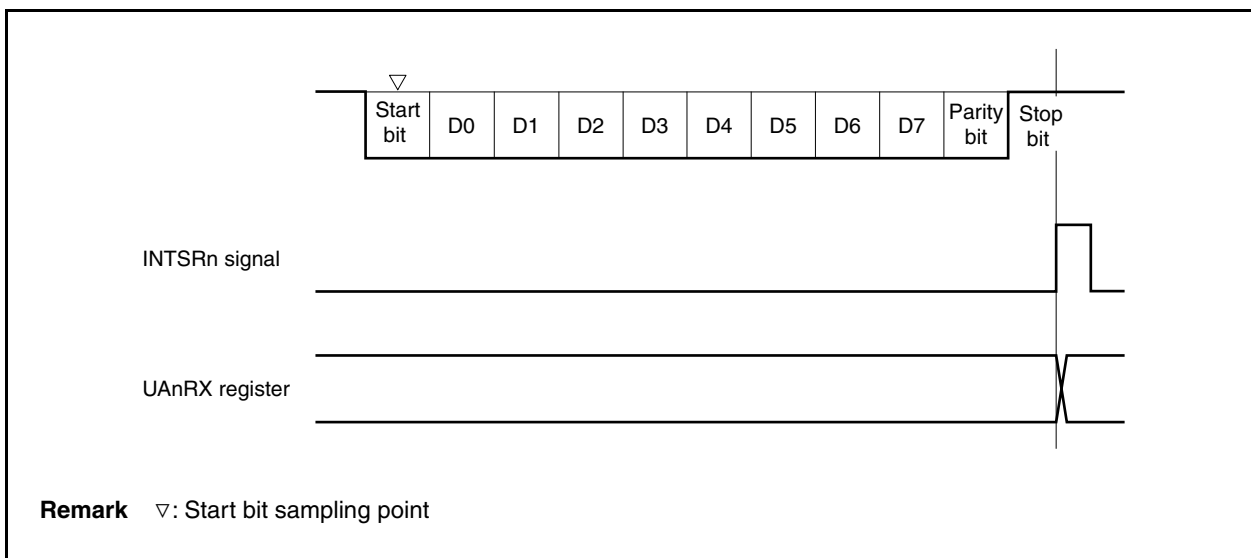 Start bit D0 D1 D2 D3 D4 D5 D6 D7 Parity bit Stop bit
INTSRn signal
UAnRX register
Remark ▽: Start bit sampling point